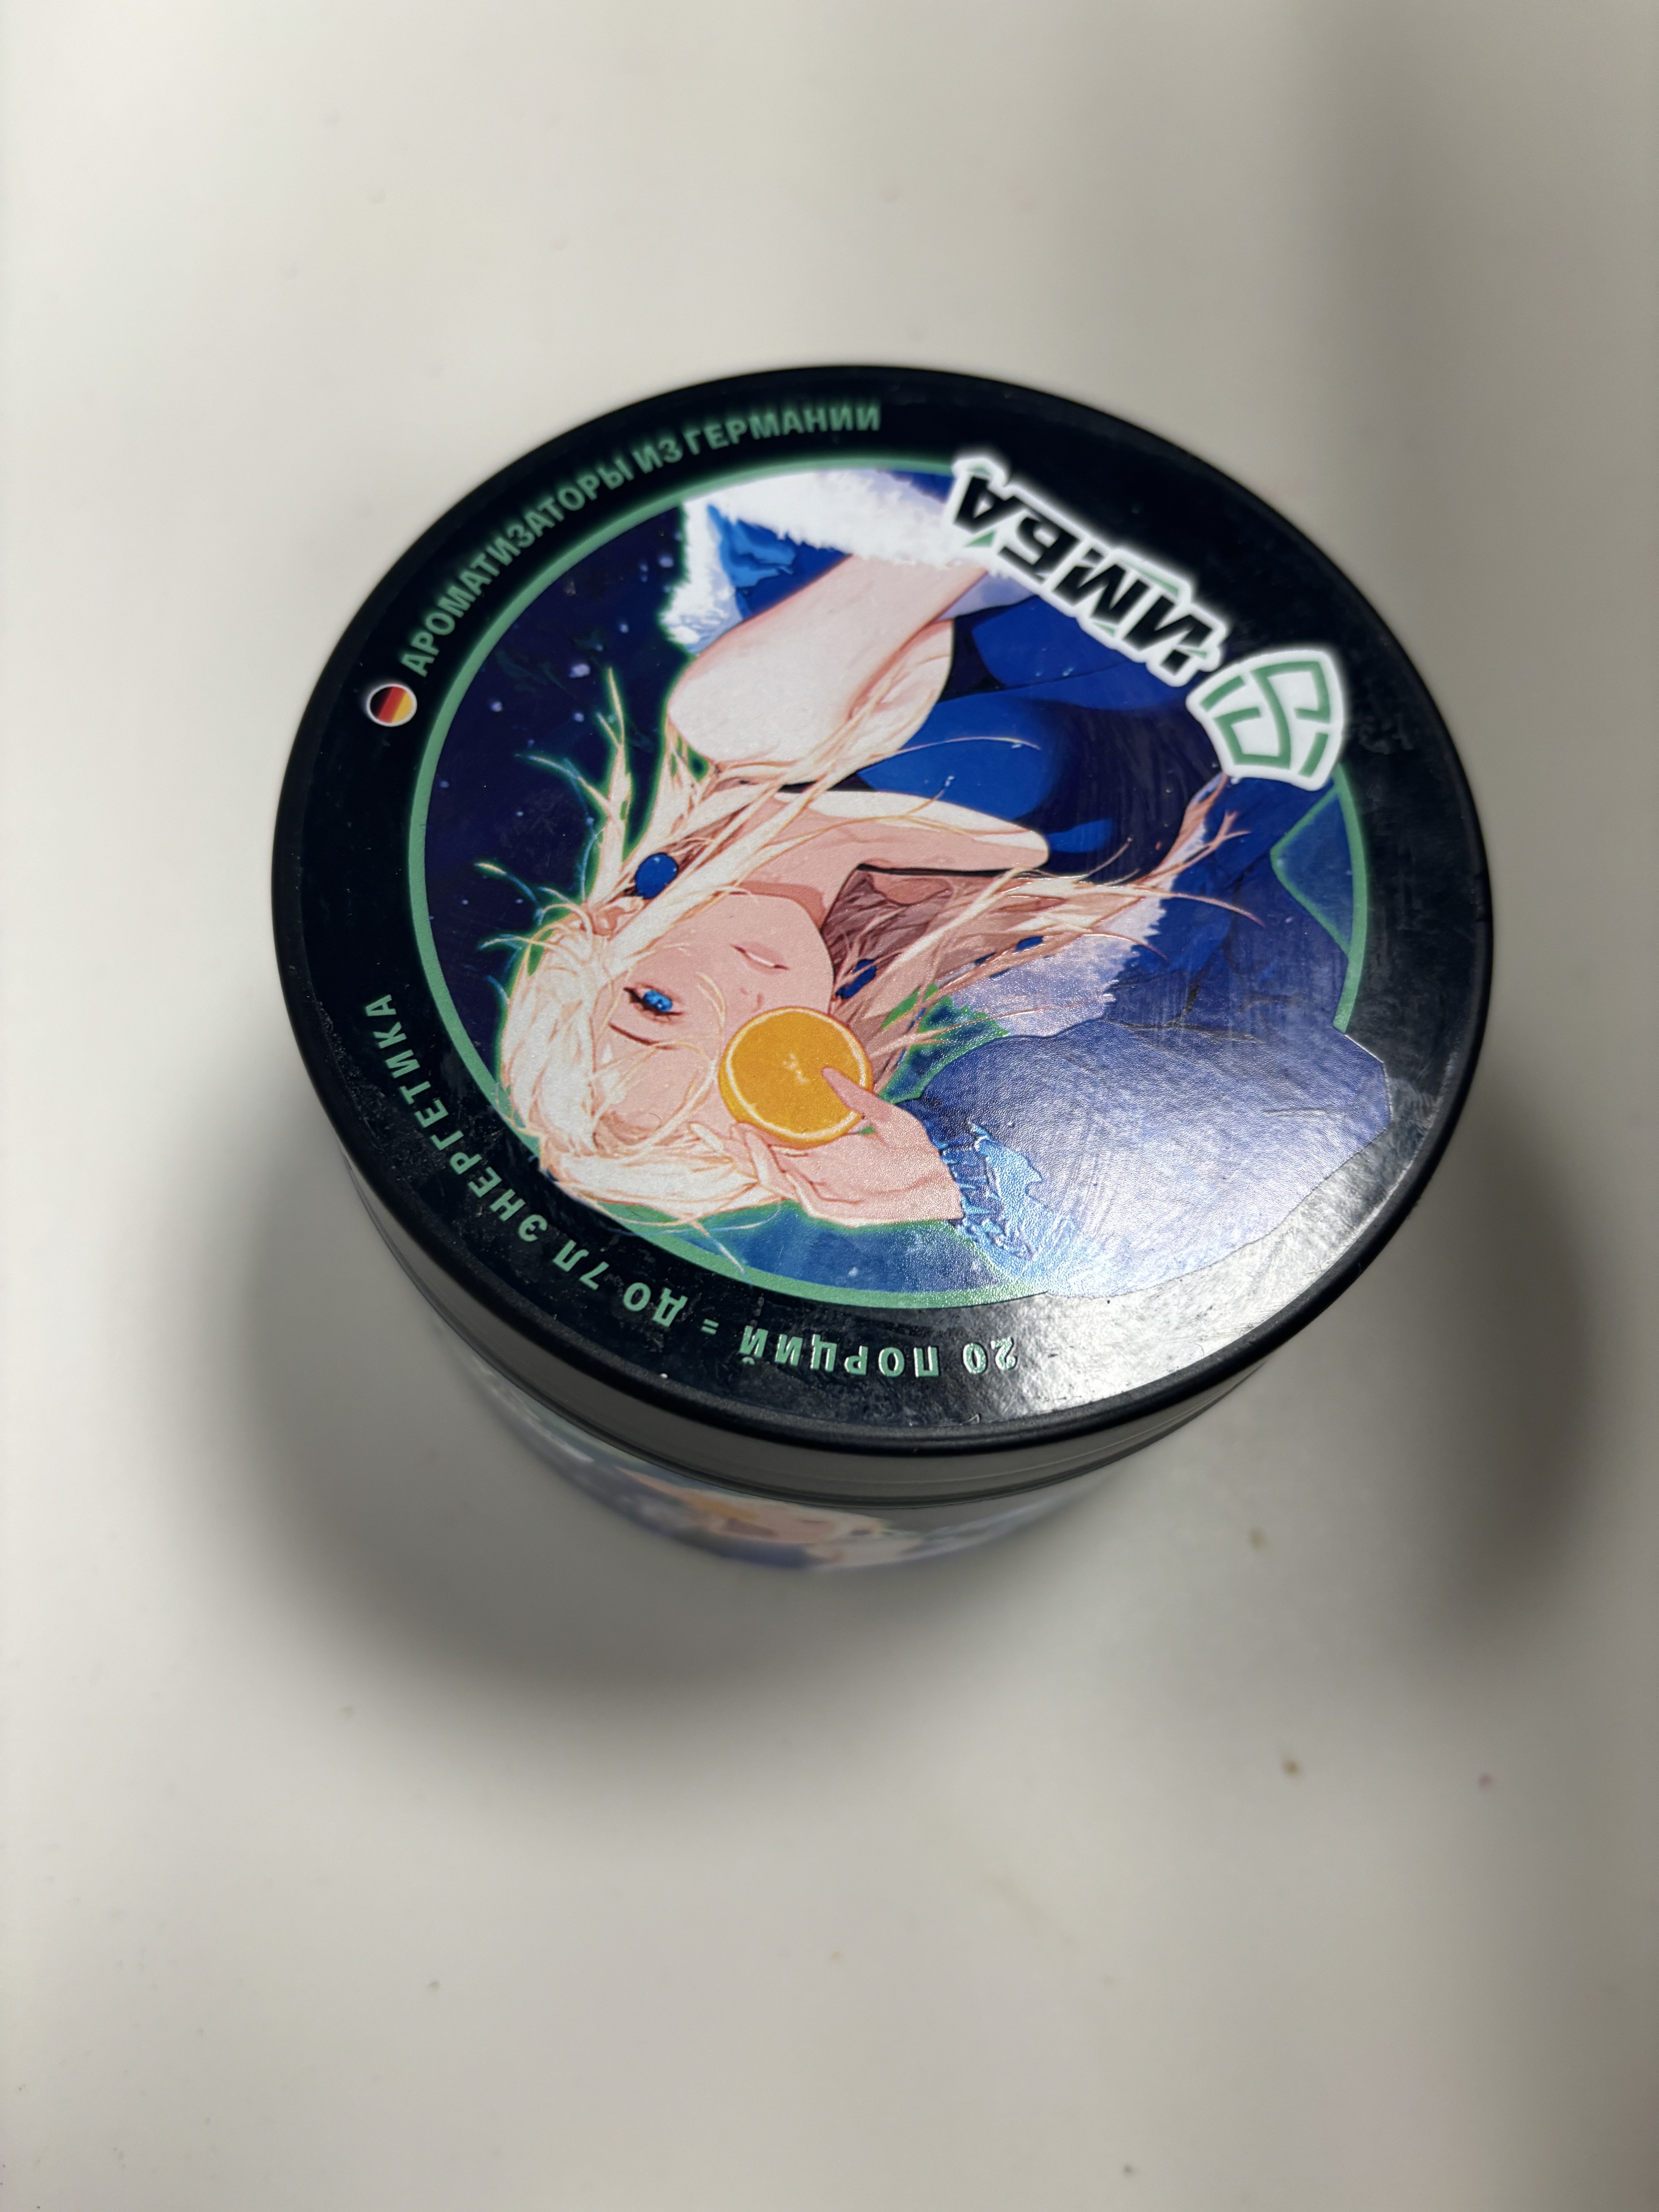 ИМБА
20 ПОРЦИЙ = ДО 7Л ЭНЕРГЕТИКА
АРОМАТИЗАТОРЫ ИЗ ГЕРМАНИИ